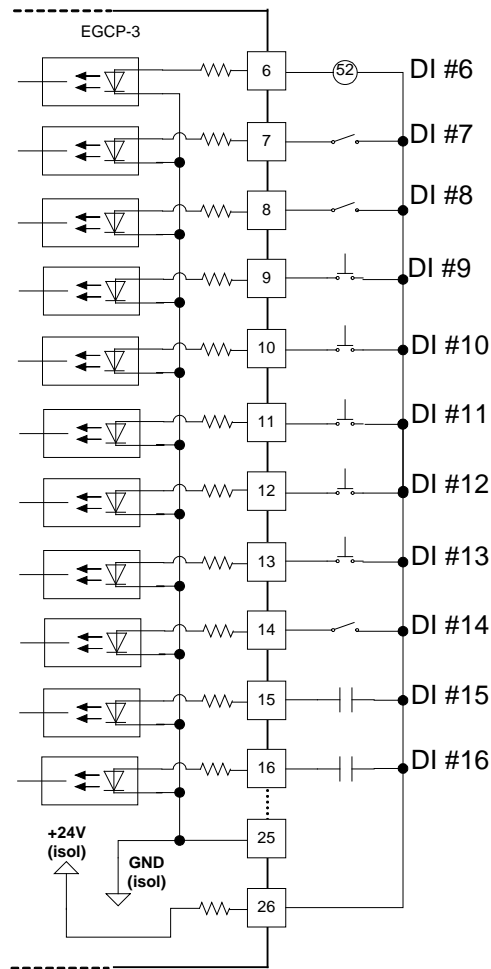 EGCP-3
6 52 DI #6
7 DI #7
8 DI #8
9 DI #9
10 DI #10
11 DI #11
12 DI #12
13 DI #13
14 DI #14
15 DI #15
16 DI #16
+24V
(isol)
GND
(isol)
25
26